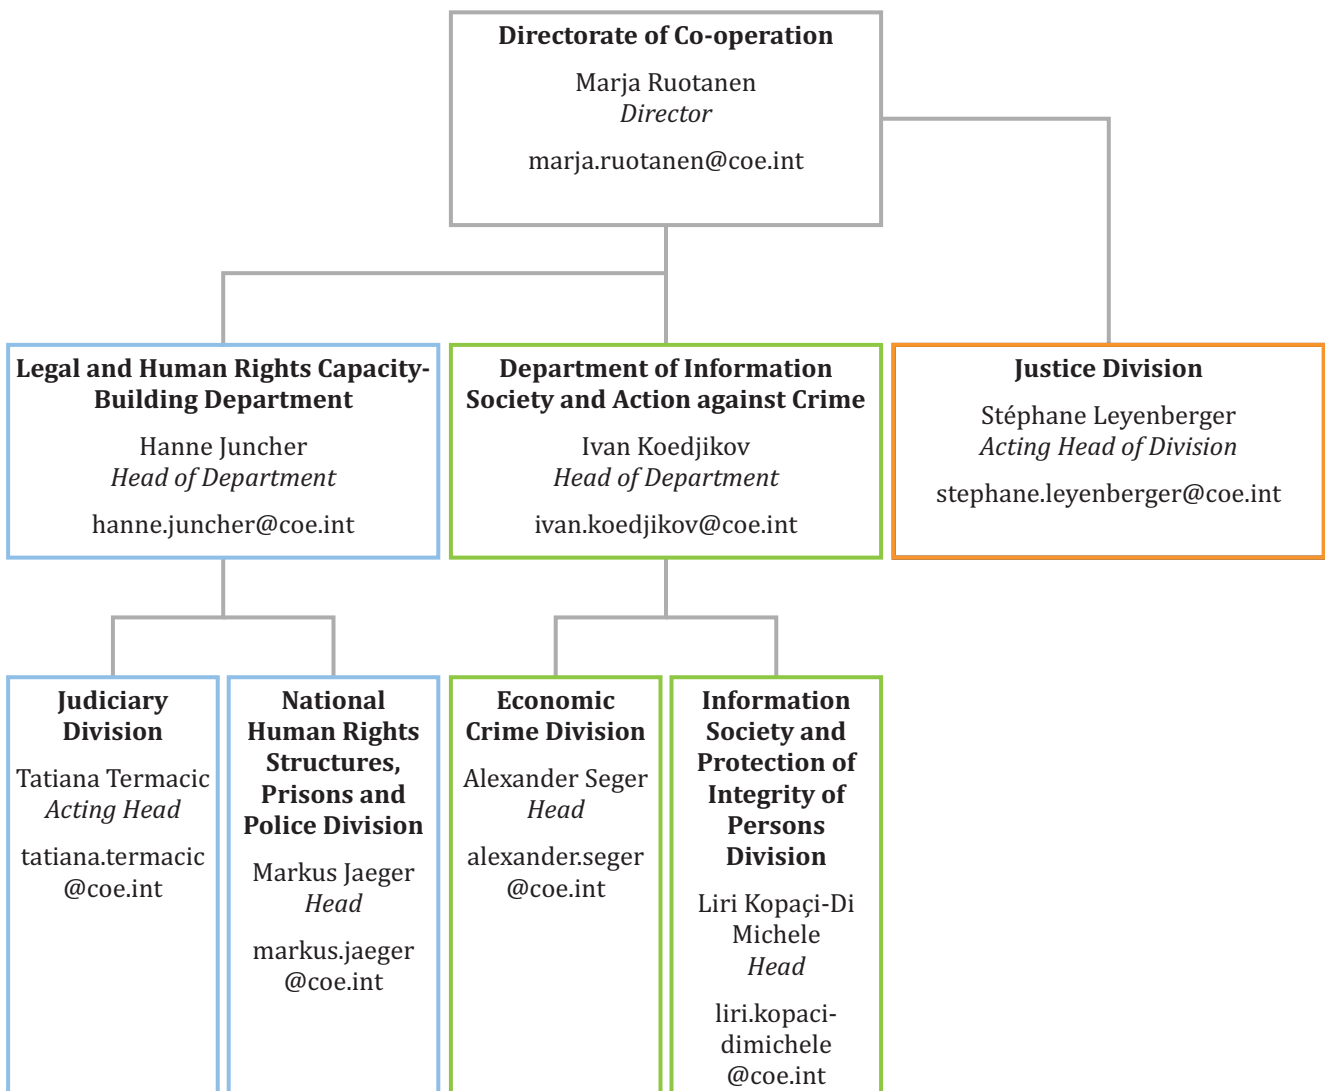 Directorate of Co-operation
Marja Ruotanen
Director
marja.ruotanen@coe.int
Legal and Human Rights Capacity-
Building Department
Hanne Juncher
Head of Department
hanne.juncher@coe.int
Department of Information
Society and Action against Crime
Ivan Koedjikov
Head of Department
ivan.koedjikov@coe.int
Justice Division
Stéphane Leyenberger
Acting Head of Division
stephane.leyenberger@coe.int
Judiciary
Division
Tatiana Termacic
Acting Head
tatiana.termacic
@coe.int
National
Human Rights
Structures,
Prisons and
Police Division
Markus Jaeger
Head
markus.jaeger
@coe.int
Economic
Crime Division
Alexander Seger
Head
alexander.seger
@coe.int
Information
Society and
Protection of
Integrity of
Persons
Division
Liri Kopaçi-Di
Michele
Head
liri.kopaci-
dimichele
@coe.int